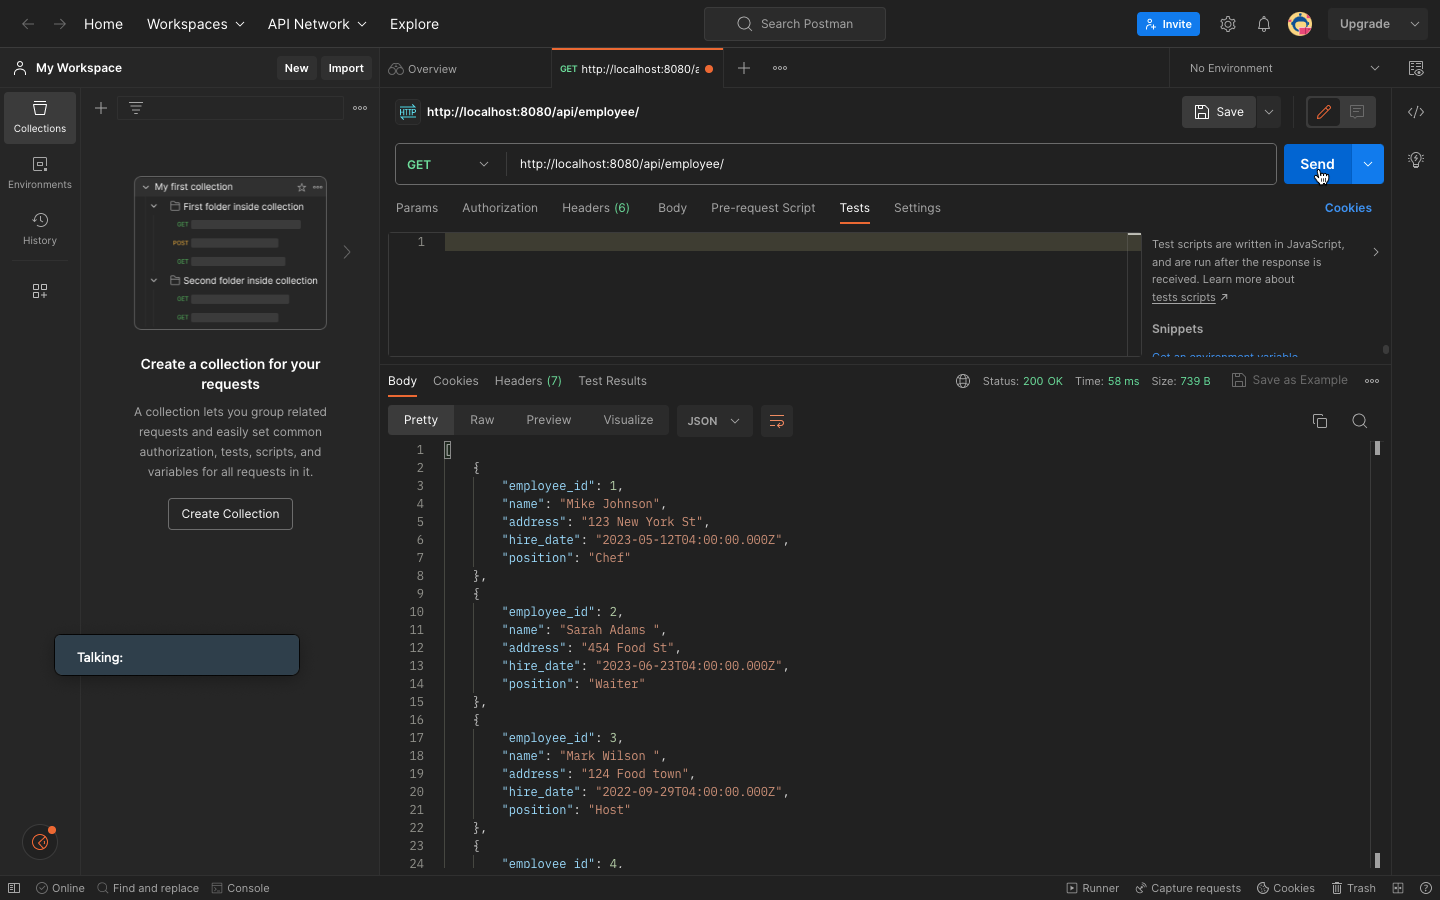 Home Workspaces API Network Explore Search Postman Invite Upgrade
My Workspace New Import Overview GET http://localhost:8080/a No Environment
Collections
Environments
History
My first collection
First folder inside collection
GET
POST
GET
Second folder inside collection
GET
GET
Create a collection for your
requests
A collection lets you group related
requests and easily set common
authorization, tests, scripts, and
variables for all requests in it.
Create Collection
Talking:
HTTP http://localhost:8080/api/employee/ Save
GET http://localhost:8080/api/employee/ Send
Params Authorization Headers (6) Body Pre-request Script Tests Settings Cookies
1
Test scripts are written in JavaScript,
and are run after the response is
received. Learn more about
tests scripts ↗
Snippets
Get an environment variable
Body Cookies Headers (7) Test Results Status: 200 OK Time: 58 ms Size: 739 B Save as Example
Pretty Raw Preview Visualize JSON
1 [
2 {
3 "employee_id": 1,
4 "name": "Mike Johnson",
5 "address": "123 New York St",
6 "hire_date": "2023-05-12T04:00:00.000Z",
7 "position": "Chef"
8 },
9 {
10 "employee_id": 2,
11 "name": "Sarah Adams ",
12 "address": "454 Food St",
13 "hire_date": "2023-06-23T04:00:00.000Z",
14 "position": "Waiter"
15 },
16 {
17 "employee_id": 3,
18 "name": "Mark Wilson ",
19 "address": "124 Food town",
20 "hire_date": "2022-09-29T04:00:00.000Z",
21 "position": "Host"
22 },
23 {
24 "employee_id": 4,
Online Find and replace Console Runner Capture requests Cookies Trash